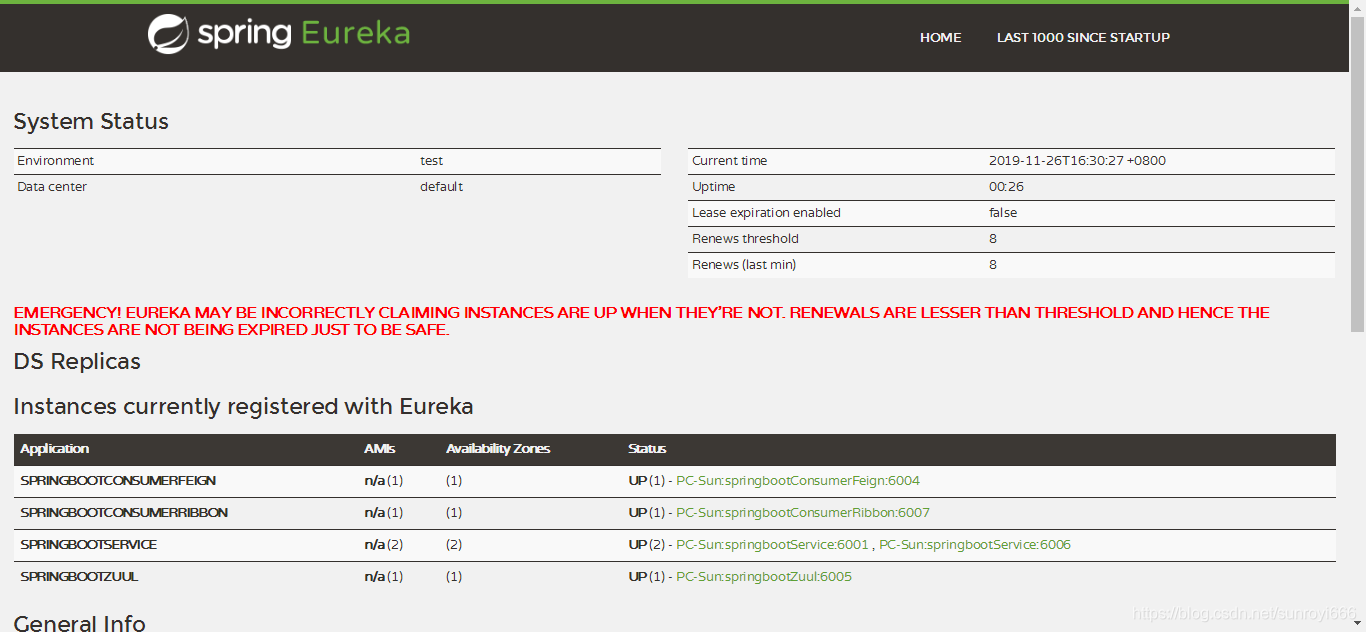 spring Eureka
HOME LAST 1000 SINCE STARTUP
System Status
Environment test
Data center default
Current time 2019-11-26T16:30:27 +0800
Uptime 00:26
Lease expiration enabled false
Renews threshold 8
Renews (last min) 8
EMERGENCY! EUREKA MAY BE INCORRECTLY CLAIMING INSTANCES ARE UP WHEN THEY'RE NOT. RENEWALS ARE LESSER THAN THRESHOLD AND HENCE THE
INSTANCES ARE NOT BEING EXPIRED JUST TO BE SAFE.
DS Replicas
Instances currently registered with Eureka
Application AMIs Availability Zones Status
SPRINGBOOTCONSUMERFEIGN n/a (1) (1) UP (1) - PC-Sun:springbootConsumerFeign:6004
SPRINGBOOTCONSUMERRIBBON n/a (1) (1) UP (1) - PC-Sun:springbootConsumerRibbon:6007
SPRINGBOOTSERVICE n/a (2) (2) UP (2) - PC-Sun:springbootService:6001 , PC-Sun:springbootService:6006
SPRINGBOOTZUUL n/a (1) (1) UP (1) - PC-Sun:springbootZuul:6005
General Info
https://blog.csdn.net/sunroyi666